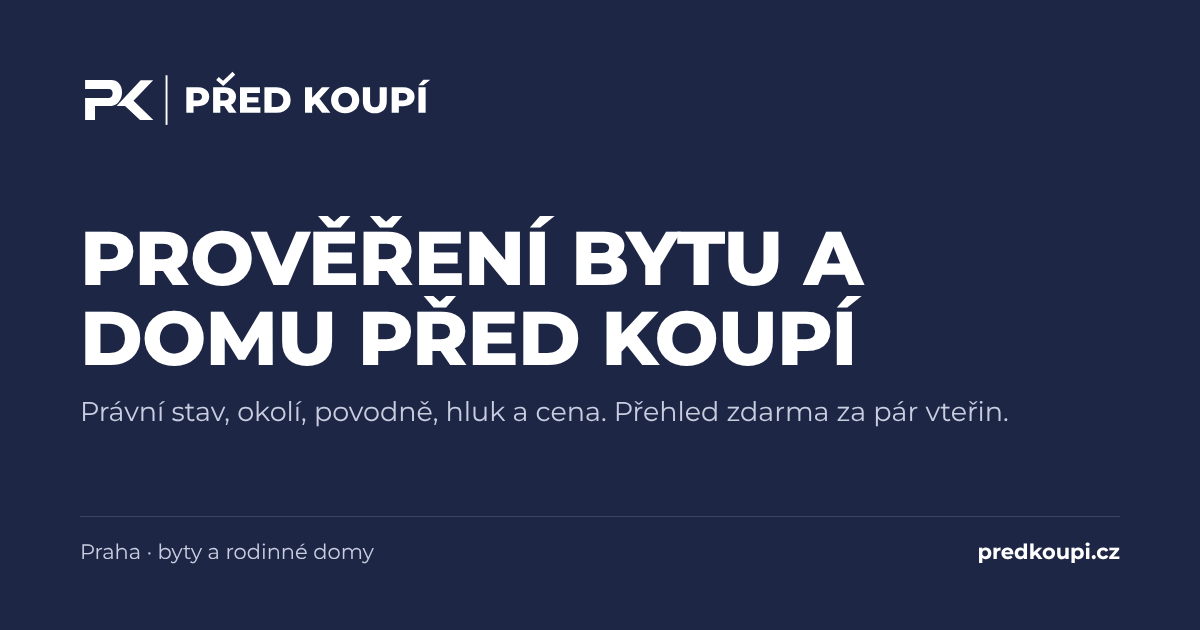 PK PŘED KOUPÍ
PROVĚŘENÍ BYTU A
DOMU PŘED KOUPÍ
Právní stav, okolí, povodně, hluk a cena. Přehled zdarma za pár vteřin.
Praha · byty a rodinné domy
predkoupi.cz